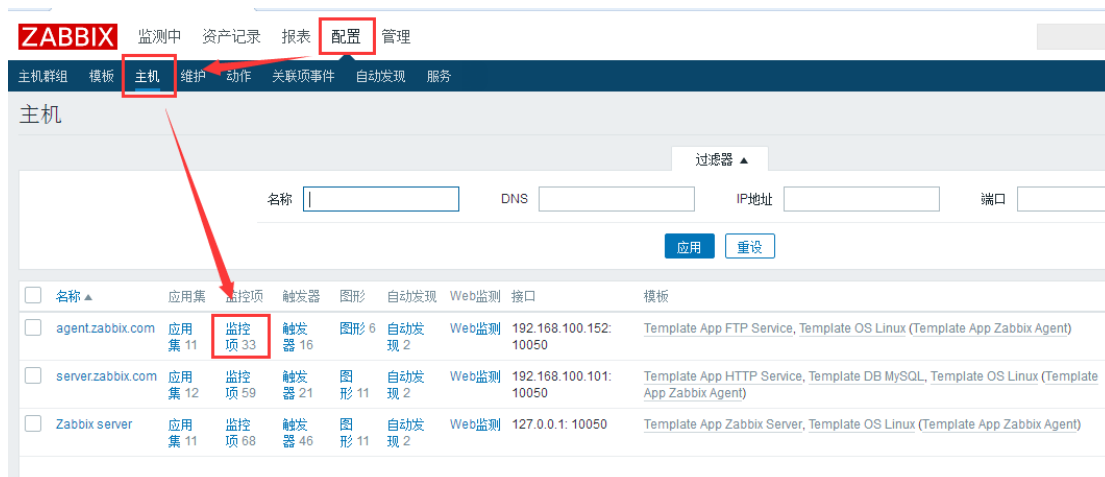 ZABBIX 监测中 资产记录 报表 配置 管理
主机群组 模板 主机 维护 动作 关联项事件 自动发现 服务
主机
过滤器 ▲
名称 DNS IP地址 端口
应用 重设
名称 ▲ 应用集 监控项 触发器 图形 自动发现 Web监测 接口 模板
agent.zabbix.com 应用 监控 触发 图形 6 自动发 Web监测 192.168.100.152: Template App FTP Service, Template OS Linux (Template App Zabbix Agent)
集 11 项 33 器 16 现 2 10050
server.zabbix.com 应用 监控 触发 图 自动发 Web监测 192.168.100.101: Template App HTTP Service, Template DB MySQL, Template OS Linux (Template
集 12 项 59 器 21 形 11 现 2 10050 App Zabbix Agent)
Zabbix server 应用 监控 触发 图 自动发 Web监测 127.0.0.1: 10050 Template App Zabbix Server, Template OS Linux (Template App Zabbix Agent)
集 11 项 68 器 46 形 11 现 2